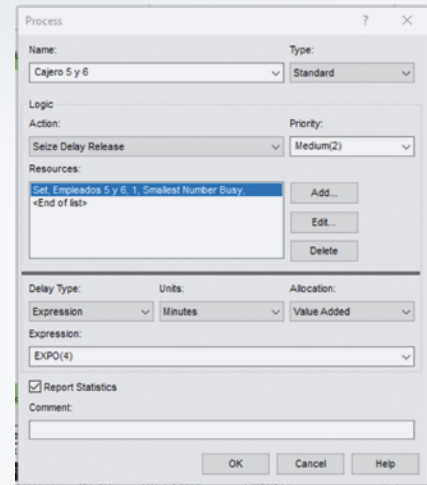 Process ? ×
Name: Type:
Cajero 5 y 6 Standard
Logic
Action: Priority:
Seize Delay Release Medium(2)
Resources:
Set, Empleados 5 y 6, 1, Smallest Number Busy,
<End of list>
Add...
Edit...
Delete
Delay Type: Units: Allocation:
Expression Minutes Value Added
Expression:
EXPO(4)
Report Statistics
Comment:
OK Cancel Help